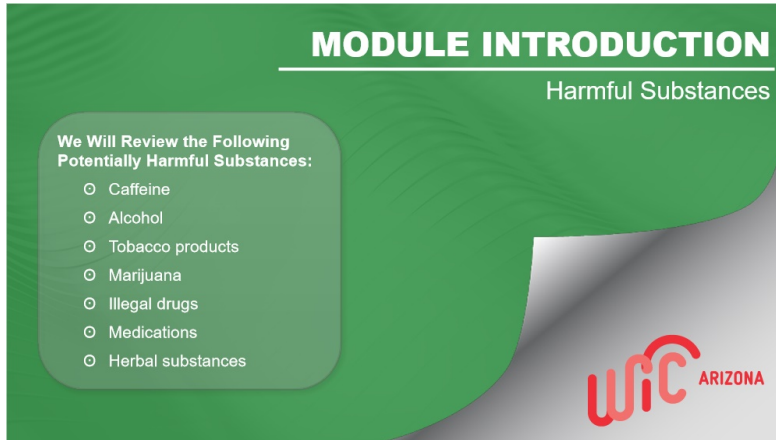 MODULE INTRODUCTION
Harmful Substances
We Will Review the Following
Potentially Harmful Substances:
Caffeine
Alcohol
Tobacco products
Marijuana
Illegal drugs
Medications
Herbal substances
WIC ARIZONA